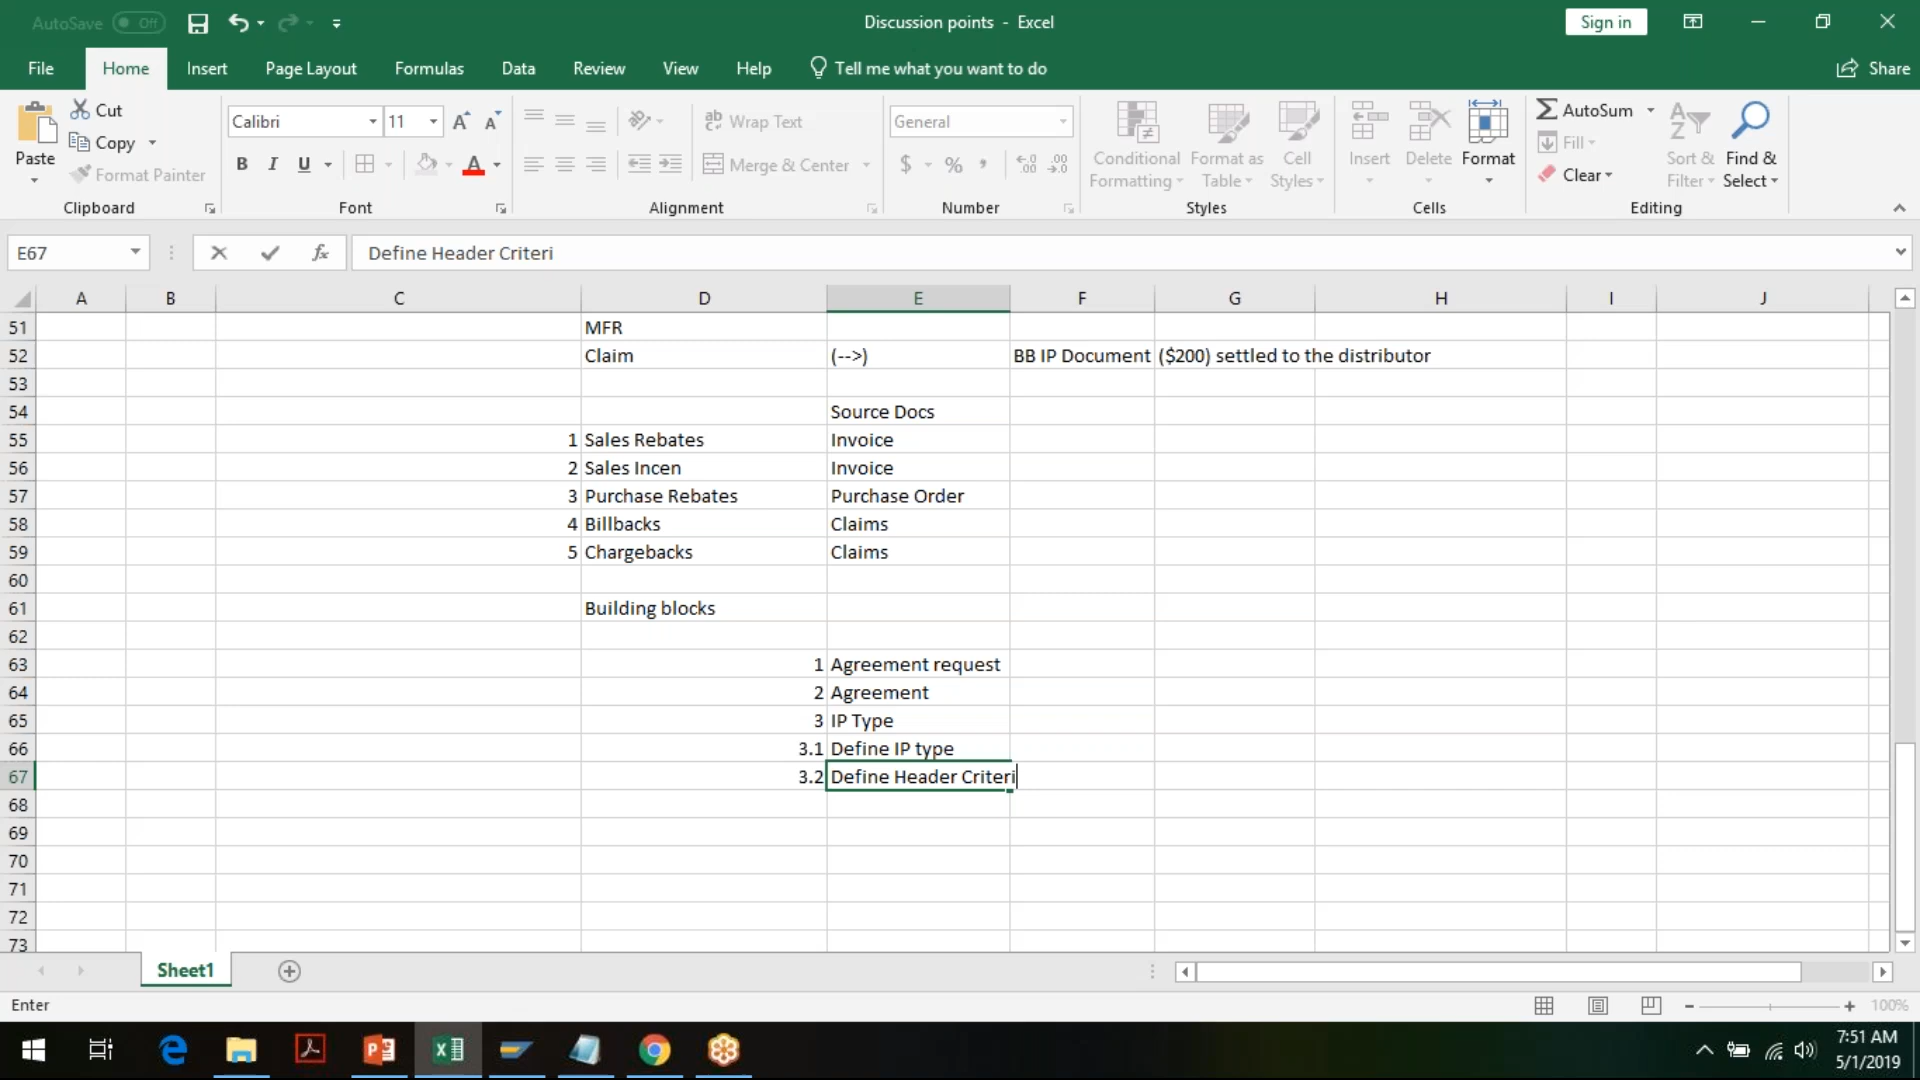 AutoSave Off
Discussion points - Excel
Sign in
File Home Insert Page Layout Formulas Data Review View Help Tell me what you want to do
Share
Paste
Cut
Copy
Format Painter
Clipboard
Calibri 11
B I U
Font
Wrap Text
Merge & Center
Alignment
General
$ % ,
Number
Conditional Formatting
Format as Table
Cell Styles
Styles
Insert
Delete
Format
Cells
AutoSum
Fill
Clear
Sort & Filter
Find & Select
Editing
E67
fx
Define Header Criteri
A B C D E F G H I J
51 MFR
52 Claim (-->) BB IP Document ($200) settled to the distributor
53
54 Source Docs
55 1 Sales Rebates Invoice
56 2 Sales Incen Invoice
57 3 Purchase Rebates Purchase Order
58 4 Billbacks Claims
59 5 Chargebacks Claims
60
61 Building blocks
62
63 1 Agreement request
64 2 Agreement
65 3 IP Type
66 3.1 Define IP type
67 3.2 Define Header Criteri
68
69
70
71
72
73
Sheet1
Enter
100%
7:51 AM
5/1/2019